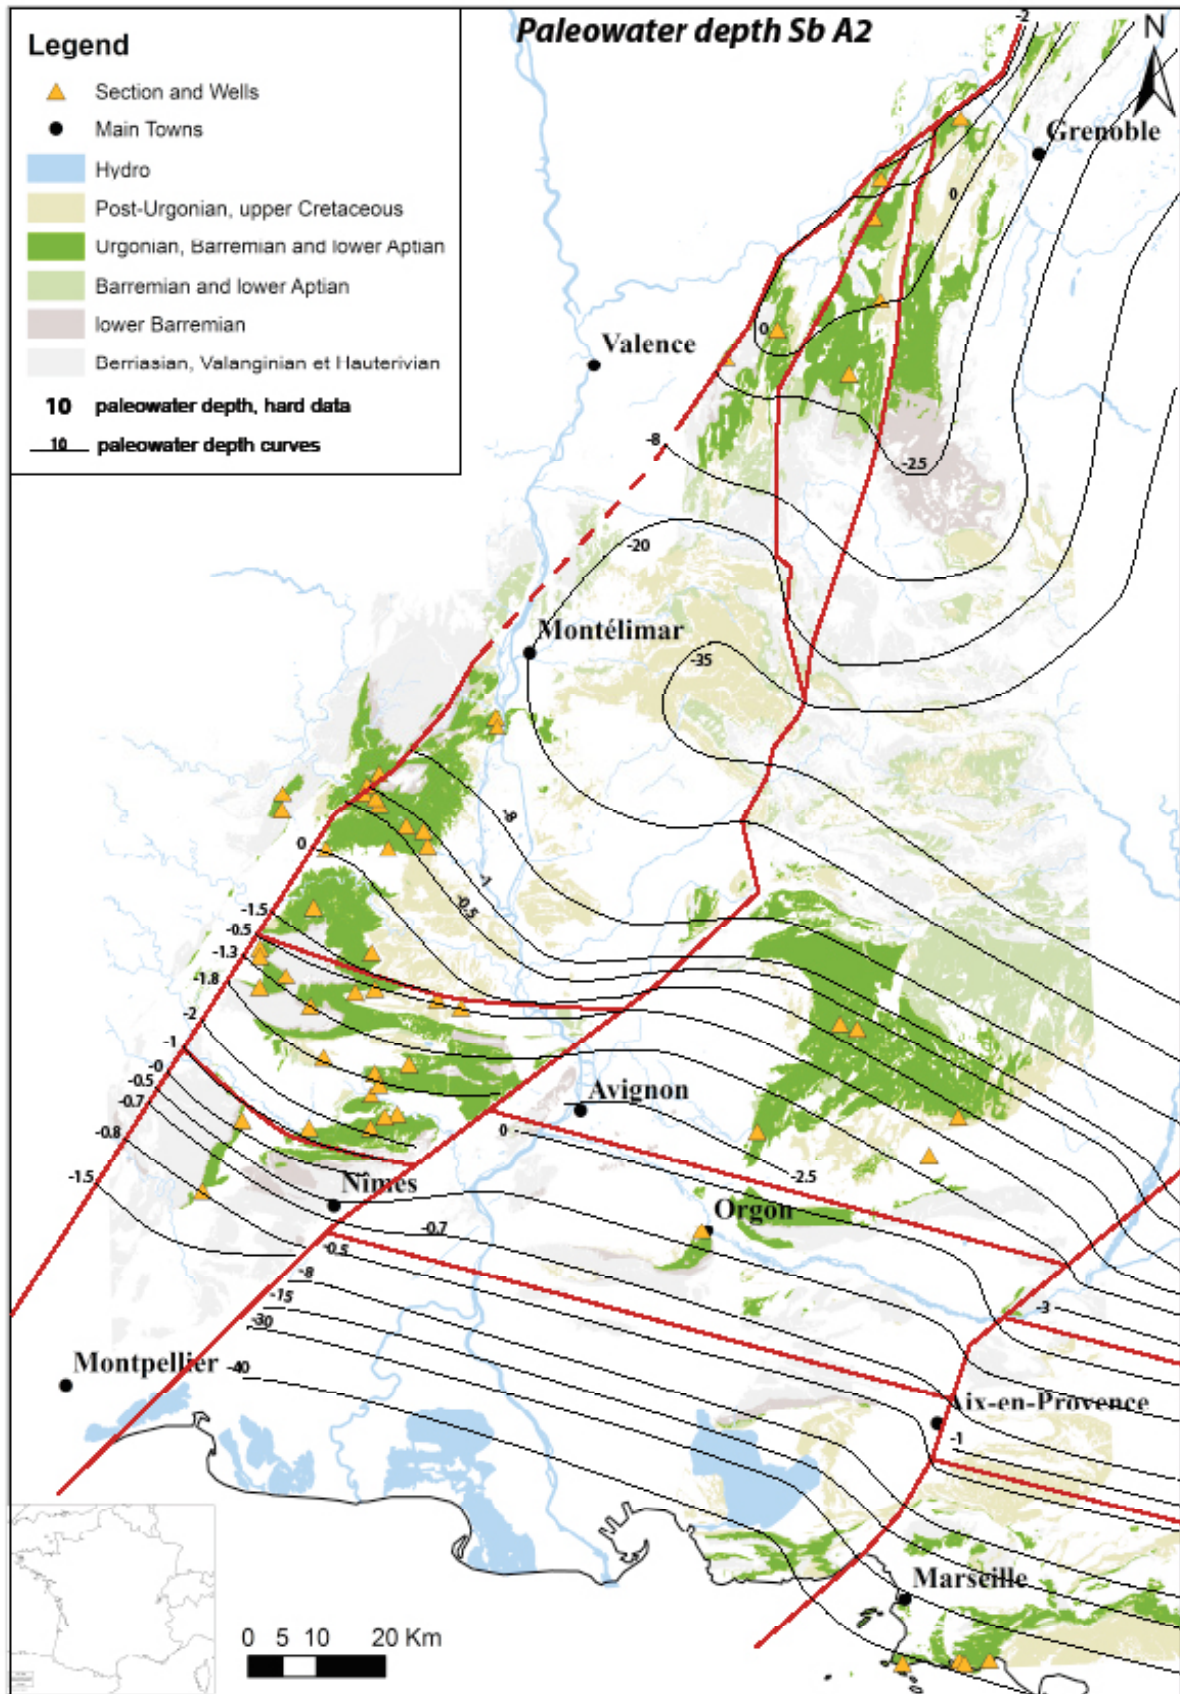 Paleowater depth Sb A2
-2
N
Legend
Section and Wells
Main Towns
Hydro
Post-Urgonian, upper Cretaceous
Urgonian, Barremian and lower Aptian
Barremian and lower Aptian
lower Barremian
Berriasian, Valanginian et Hauterivian
10 paleowater depth, hard data
10 paleowater depth curves
Grenoble
0
0
Valence
-8
-25
-20
Montélimar
-35
-8
0
-1
-0.5
-1.5
-0.5
-1.3
-1.8
-2
-1
-0
-0.5
-0.7
-0.8
-1.5
Avignon
0
-2.5
Nîmes
Orgon
-0.7
-0.5
-8
-15
-30
-3
Montpellier
-40
Aix-en-Provence
-1
Marseille
0 5 10 20 Km